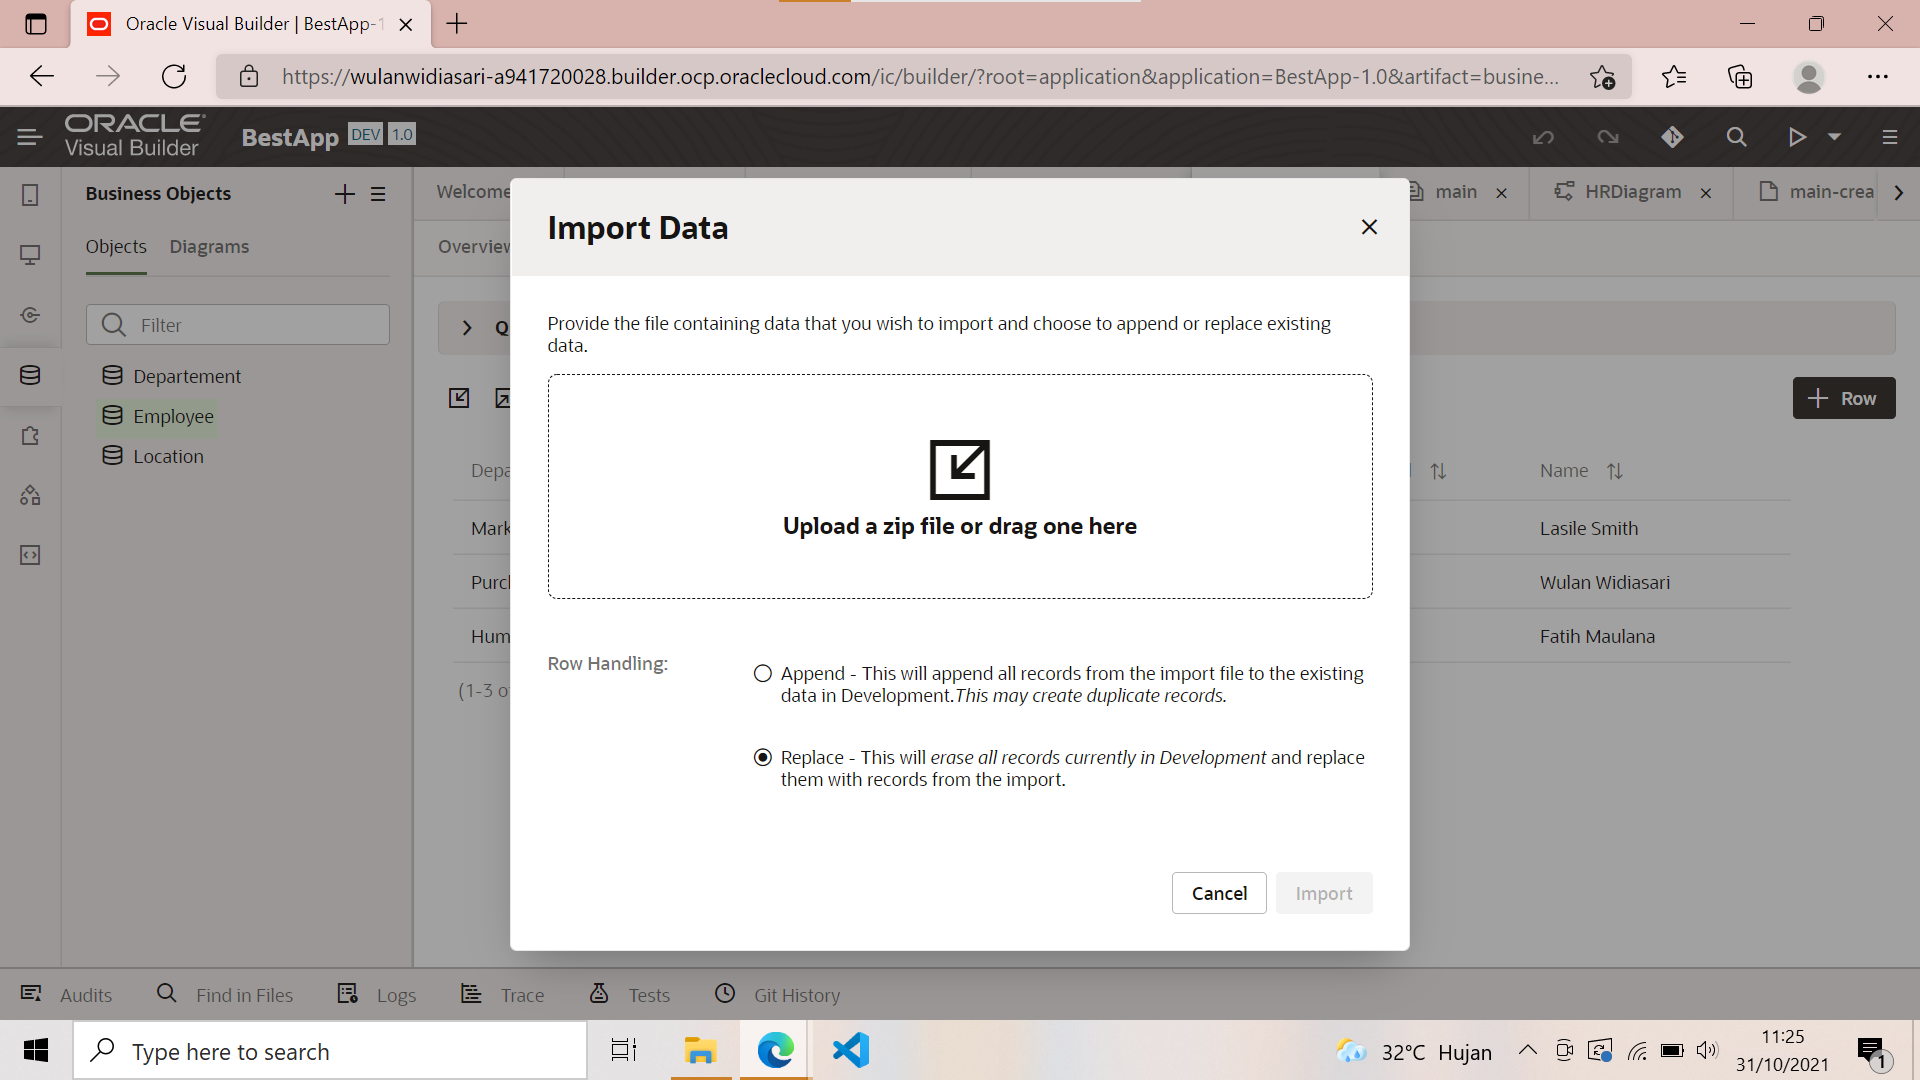 Oracle Visual Builder | BestApp-1
https://wulanwidiasari-a941720028.builder.ocp.oraclecloud.com/ic/builder/?root=application&application=BestApp-1.0&artifact=busine...
ORACLE
Visual Builder
BestApp DEV 1.0
Business Objects
Welcome
main
HRDiagram
main-crea
Objects Diagrams
Overview
Filter
Departement
Employee
Location
Row
Name
Lasile Smith
Wulan Widiasari
Fatih Maulana
(1-3 o
Import Data
Provide the file containing data that you wish to import and choose to append or replace existing
data.
Upload a zip file or drag one here
Row Handling:
Append - This will append all records from the import file to the existing
data in Development.This may create duplicate records.
Replace - This will erase all records currently in Development and replace
them with records from the import.
Cancel Import
Audits Find in Files Logs Trace Tests Git History
Type here to search
32°C Hujan
11:25
31/10/2021
1